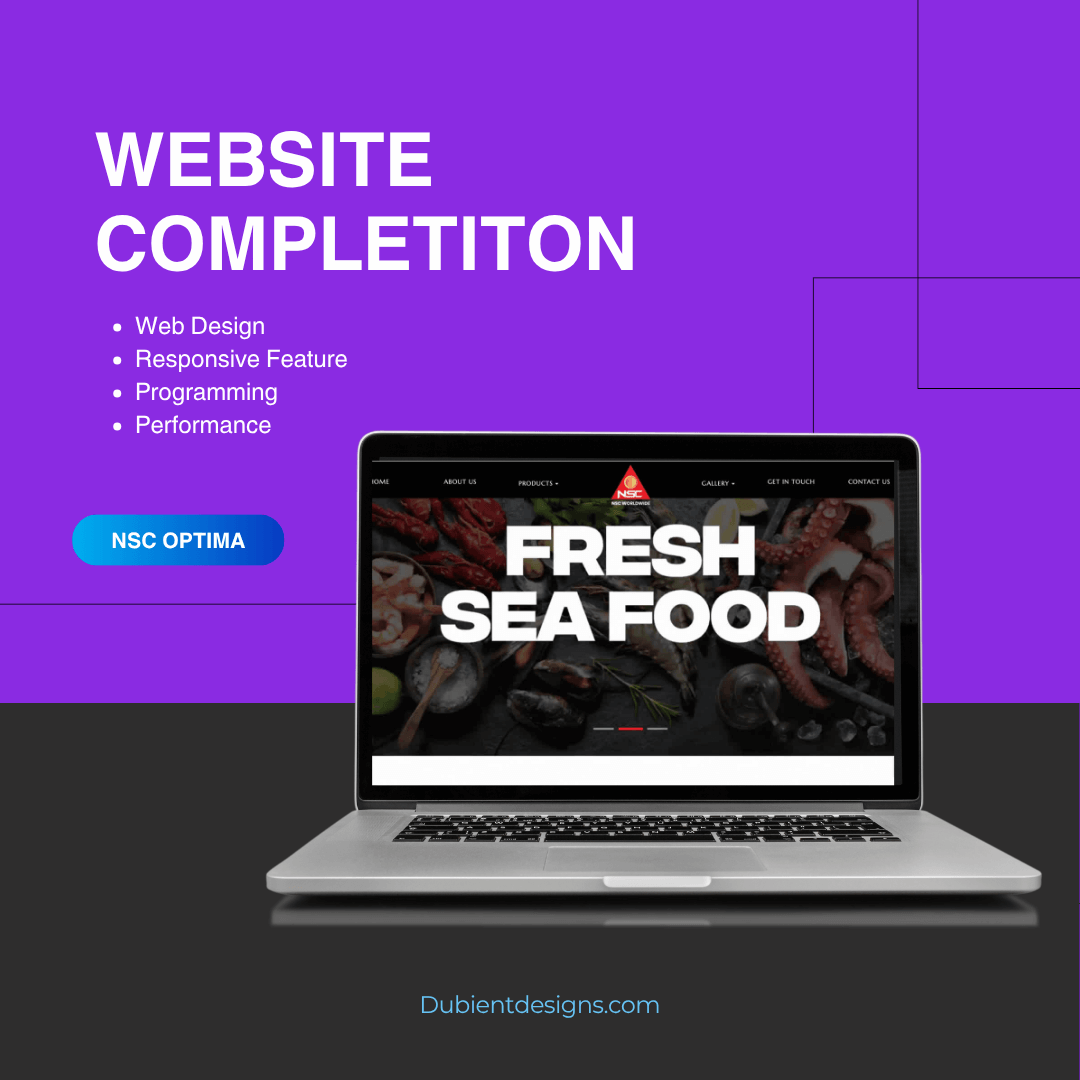 WEBSITE
COMPLETITON
Web Design
Responsive Feature
Programming
Performance
NSC OPTIMA
HOME ABOUT US PRODUCTS GALLERY GET IN TOUCH CONTACT US
NSC
NSC WORLDWIDE
FRESH
SEA FOOD
Dubientdesigns.com